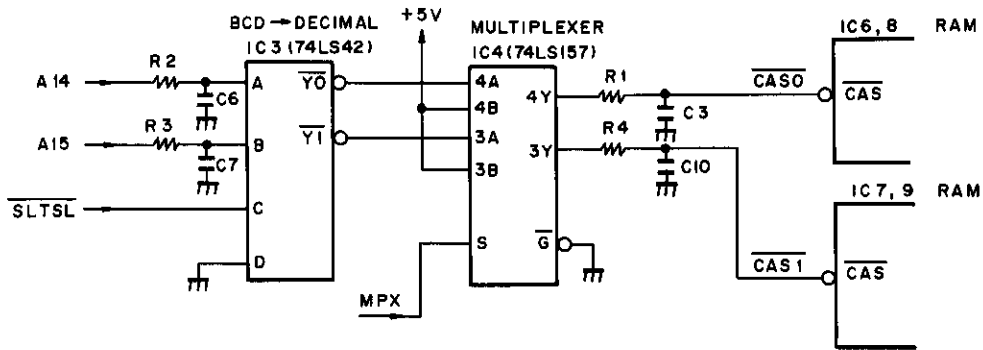 BCD→DECIMAL
IC3(74LS42)
+5V
MULTIPLEXER
IC4(74LS157)
IC6,8 RAM
A14
R2
C6
A
Y0
4A
4B
4Y
R1
CAS0
CAS
C3
A15
R3
C7
B
Y1
3A
3B
3Y
R4
C10
IC7,9 RAM
SLTSL
C
D
S
G
MPX
CAS1
CAS